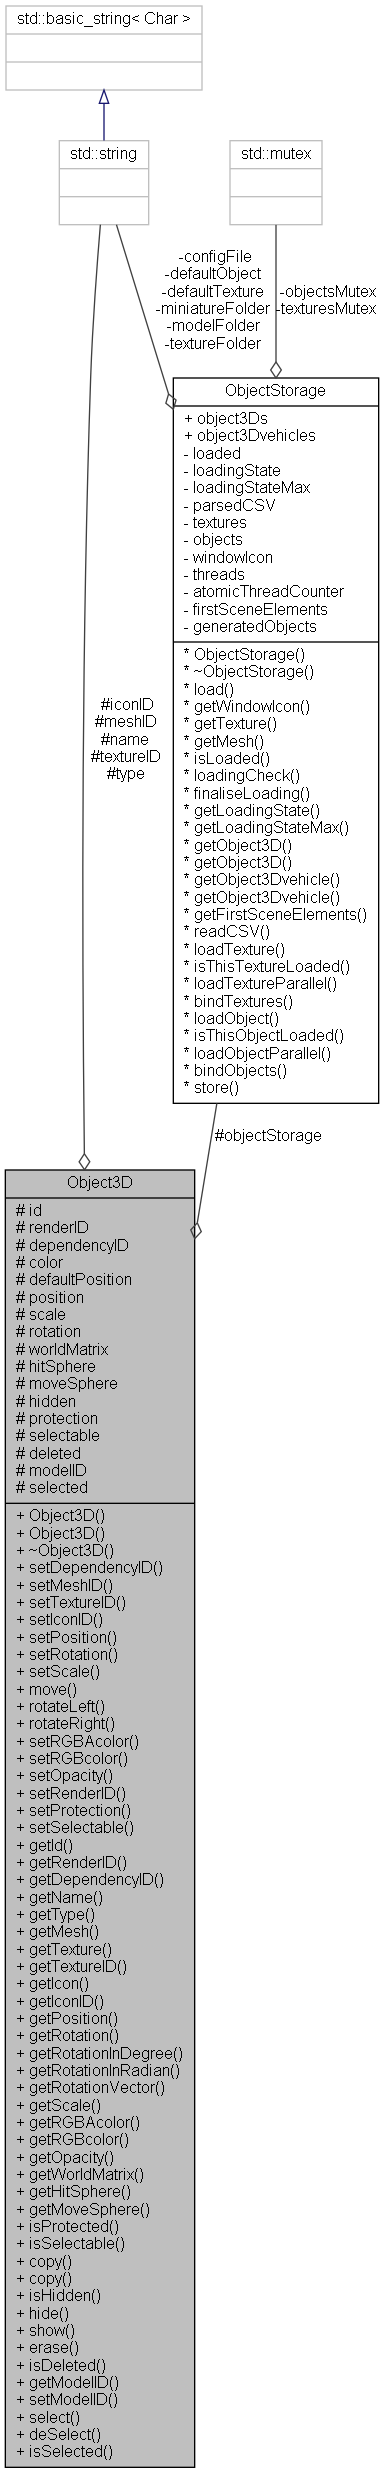 std::basic_string< Char >
std::string
std::mutex
-configFile
-defaultObject
-defaultTexture
-miniatureFolder
-modelFolder
-textureFolder
-objectsMutex
-texturesMutex
ObjectStorage
+ object3Ds
+ object3Dvehicles
- loaded
- loadingState
- loadingStateMax
- parsedCSV
- textures
- objects
- windowIcon
- threads
- atomicThreadCounter
- firstSceneElements
- generatedObjects
* ObjectStorage()
* ~ObjectStorage()
* load()
* getWindowIcon()
* getTexture()
* getMesh()
* isLoaded()
* loadingCheck()
* finaliseLoading()
* getLoadingState()
* getLoadingStateMax()
* getObject3D()
* getObject3D()
* getObject3Dvehicle()
* getObject3Dvehicle()
* getFirstSceneElements()
* readCSV()
* loadTexture()
* isThisTextureLoaded()
* loadTextureParallel()
* bindTextures()
* loadObject()
* isThisObjectLoaded()
* loadObjectParallel()
* bindObjects()
* store()
#iconID
#meshID
#name
#textureID
#type
#objectStorage
Object3D
# id
# renderID
# dependencyID
# color
# defaultPosition
# position
# scale
# rotation
# worldMatrix
# hitSphere
# moveSphere
# hidden
# protection
# selectable
# deleted
# modelID
# selected
+ Object3D()
+ Object3D()
+ ~Object3D()
+ setDependencyID()
+ setMeshID()
+ setTextureID()
+ setIconID()
+ setPosition()
+ setRotation()
+ setScale()
+ move()
+ rotateLeft()
+ rotateRight()
+ setRGBAcolor()
+ setRGBcolor()
+ setOpacity()
+ setRenderID()
+ setProtection()
+ setSelectable()
+ getId()
+ getRenderID()
+ getDependencyID()
+ getName()
+ getType()
+ getMesh()
+ getTexture()
+ getTextureID()
+ getIcon()
+ getIconID()
+ getPosition()
+ getRotation()
+ getRotationInDegree()
+ getRotationInRadian()
+ getRotationVector()
+ getScale()
+ getRGBAcolor()
+ getRGBcolor()
+ getOpacity()
+ getWorldMatrix()
+ getHitSphere()
+ getMoveSphere()
+ isProtected()
+ isSelectable()
+ copy()
+ copy()
+ isHidden()
+ hide()
+ show()
+ erase()
+ isDeleted()
+ getModelID()
+ setModelID()
+ select()
+ deSelect()
+ isSelected()